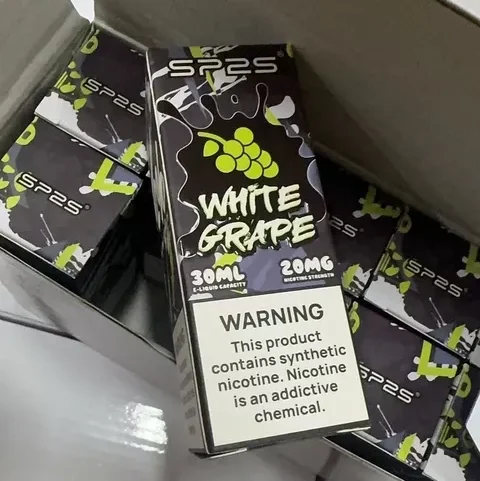 SP2S®
WHITE
GRAPE
30ML
E-LIQUID CAPACITY
20MG
NICOTINE STRENGTH
WARNING
This product
contains synthetic
nicotine. Nicotine
is an addictive
chemical.
SP2S®
SP2S®
SP2S®
SP2S®